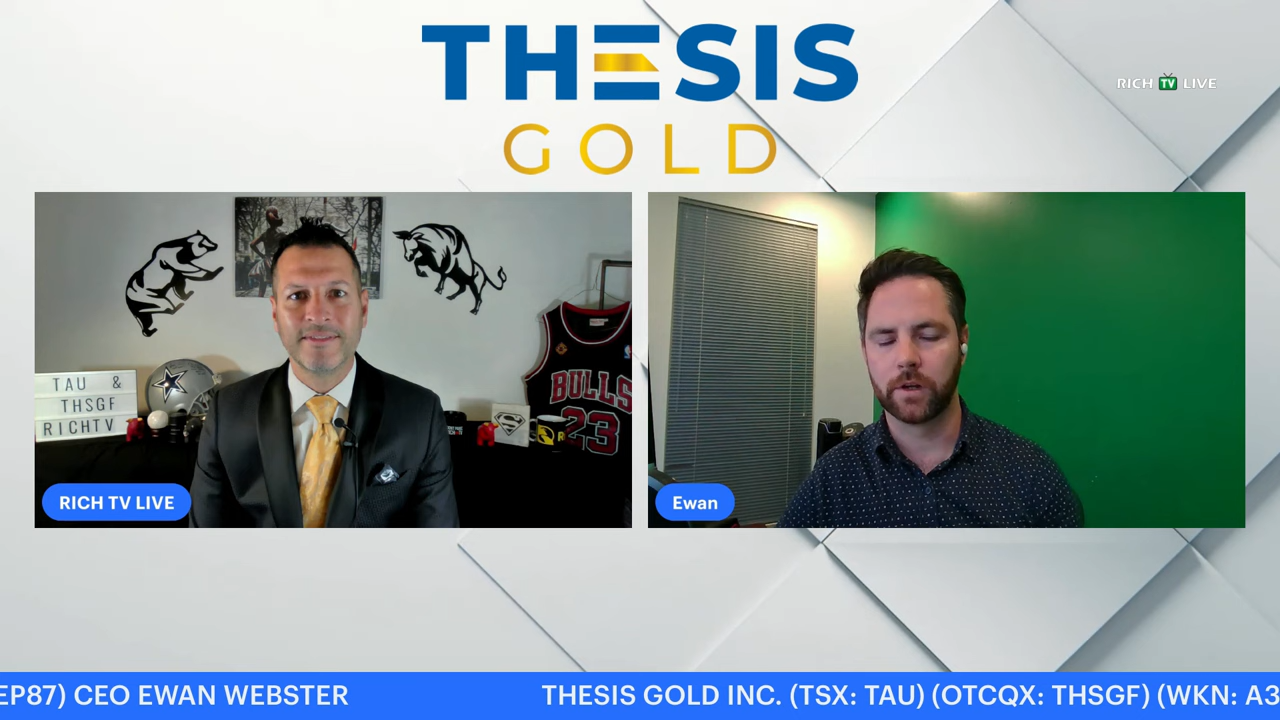 THESIS
GOLD
RICH TV LIVE
TAU &
THSGF
RICHTV
BULLS
23
RICH TV LIVE
Ewan
EP87) CEO EWAN WEBSTER
THESIS GOLD INC. (TSX: TAU) (OTCQX: THSGF) (WKN: A3